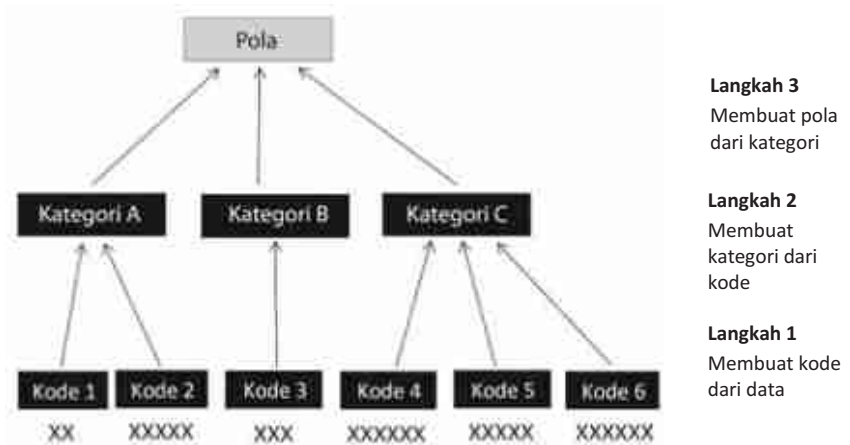 Pola
Langkah 3
Membuat pola
dari kategori
Kategori A Kategori B Kategori C
Langkah 2
Membuat
kategori dari
kode
Langkah 1
Membuat kode
dari data
Kode 1 Kode 2 Kode 3 Kode 4 Kode 5 Kode 6
XX XXXXX XXX XXXXXX XXXXX XXXXXX